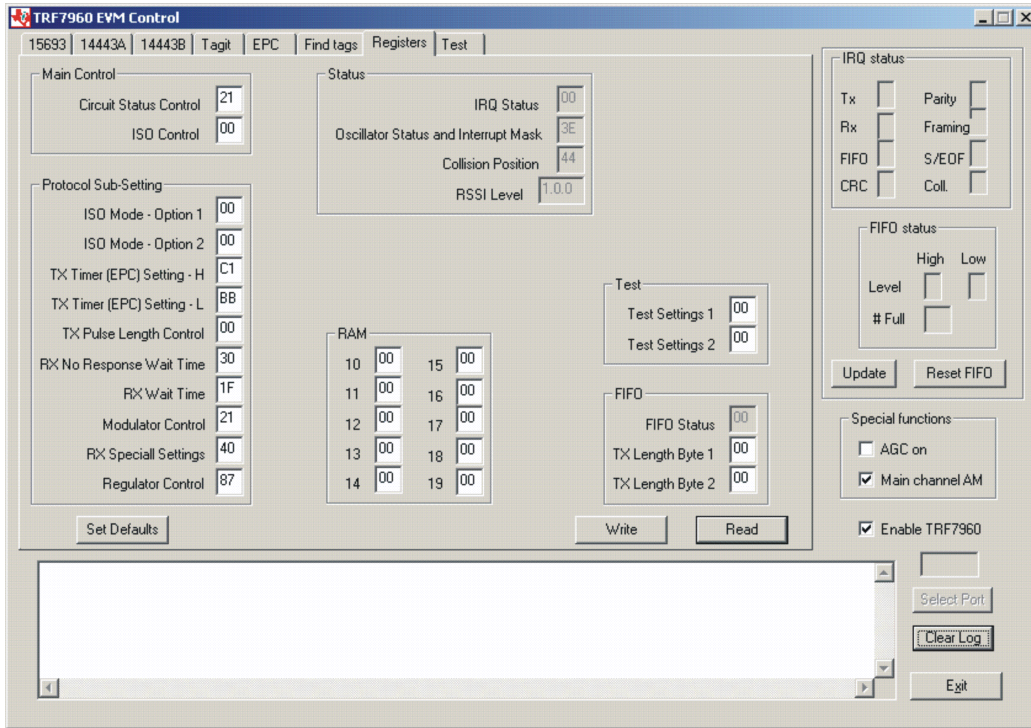 TRF7960 EVM Control
15693 14443A 14443B Tagit EPC Find tags Registers Test
Main Control
Circuit Status Control 21
ISO Control 00
Protocol Sub-Setting
ISO Mode - Option 1 00
ISO Mode - Option 2 00
TX Timer (EPC) Setting - H C1
TX Timer (EPC) Setting - L BB
TX Pulse Length Control 00
RX No Response Wait Time 30
RX Wait Time 1F
Modulator Control 21
RX Speciall Settings 40
Regulator Control 87
Set Defaults
Status
IRQ Status 00
Oscillator Status and Interrupt Mask 3E
Collision Position 44
RSSI Level 1.0.0
RAM
10 00 15 00
11 00 16 00
12 00 17 00
13 00 18 00
14 00 19 00
Test
Test Settings 1 00
Test Settings 2 00
FIFO
FIFO Status 00
TX Length Byte 1 00
TX Length Byte 2 00
Write Read
IRQ status
Tx Parity
Rx Framing
FIFO S/EOF
CRC Coll.
FIFO status
High Low
Level
# Full
Update Reset FIFO
Special functions
AGC on
Main channel AM
Enable TRF7960
Select Port
Clear Log
Exit